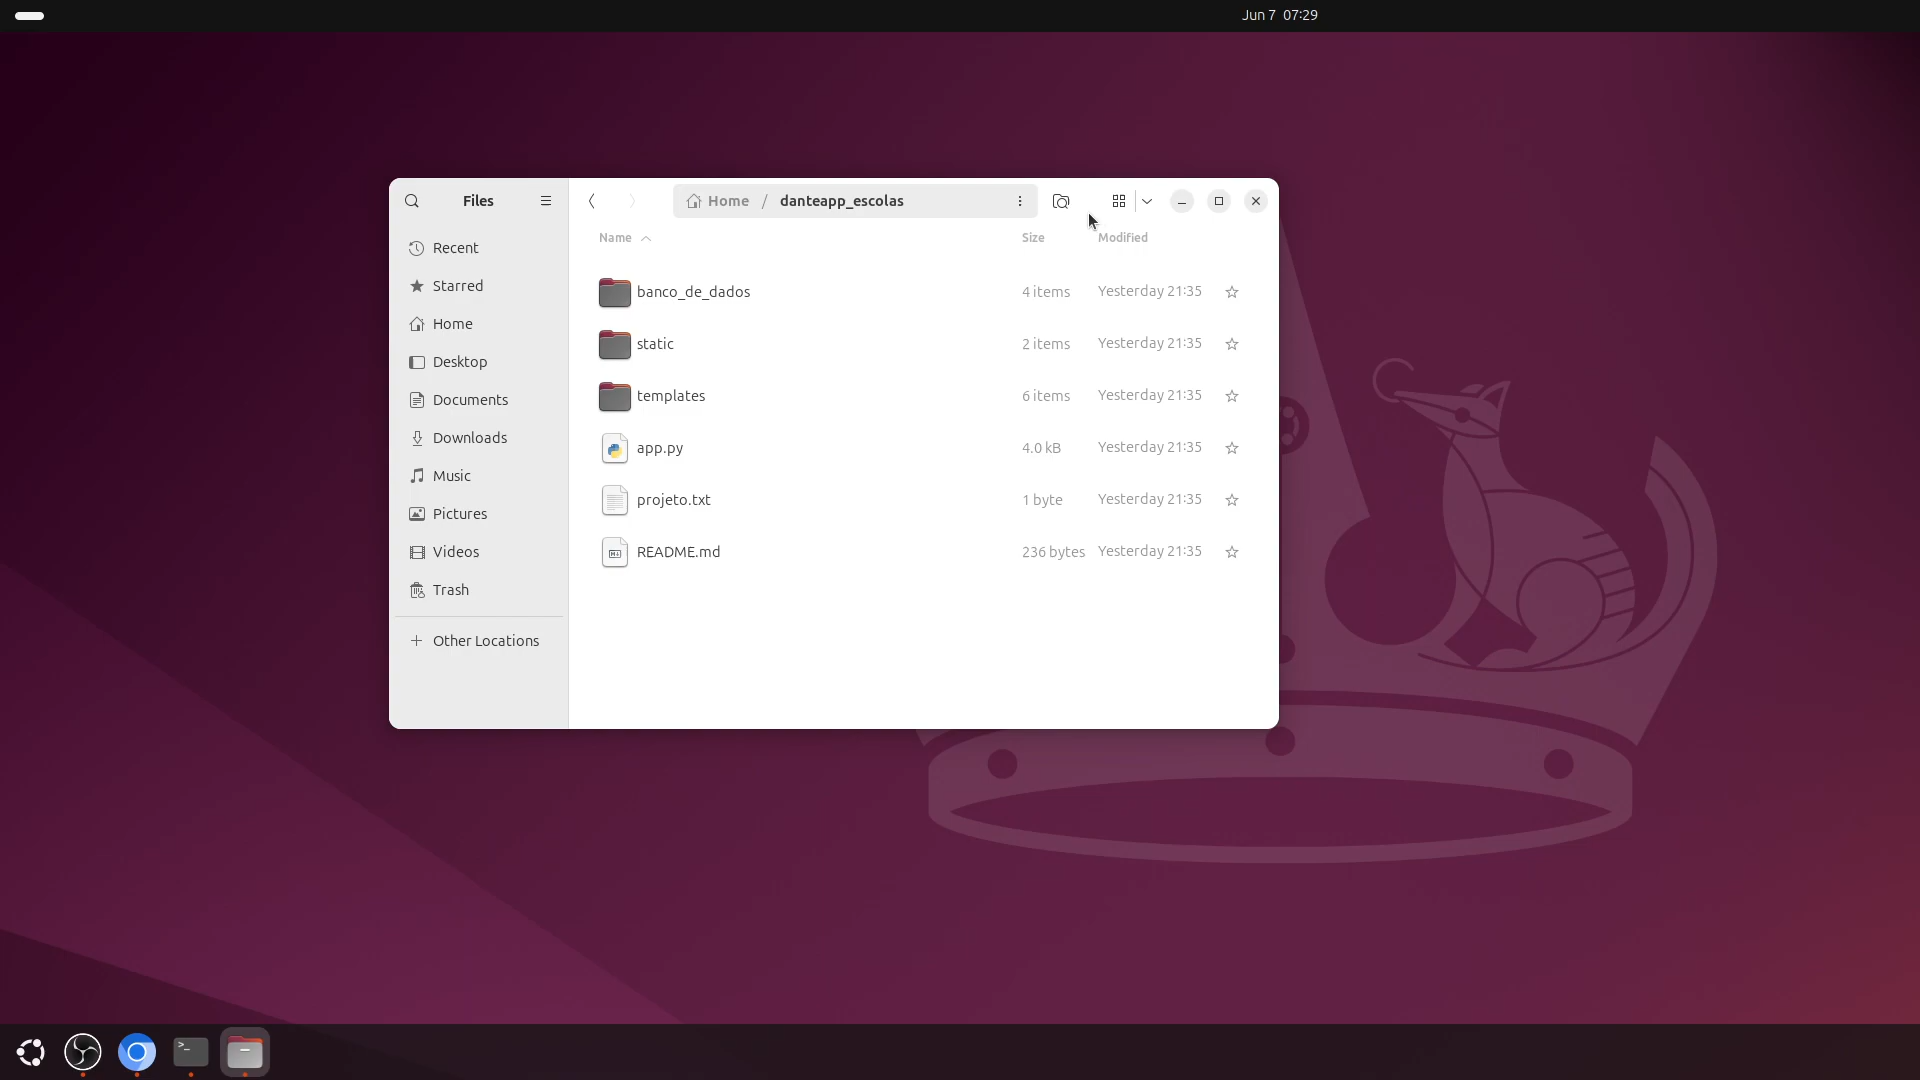 Jun 7 07:29
Files
Home / danteapp_escolas
Name
Size
Modified
Recent
Starred
Home
Desktop
Documents
Downloads
Music
Pictures
Videos
Trash
Other Locations
banco_de_dados 4 items Yesterday 21:35
static 2 items Yesterday 21:35
templates 6 items Yesterday 21:35
app.py 4.0 kB Yesterday 21:35
projeto.txt 1 byte Yesterday 21:35
README.md 236 bytes Yesterday 21:35